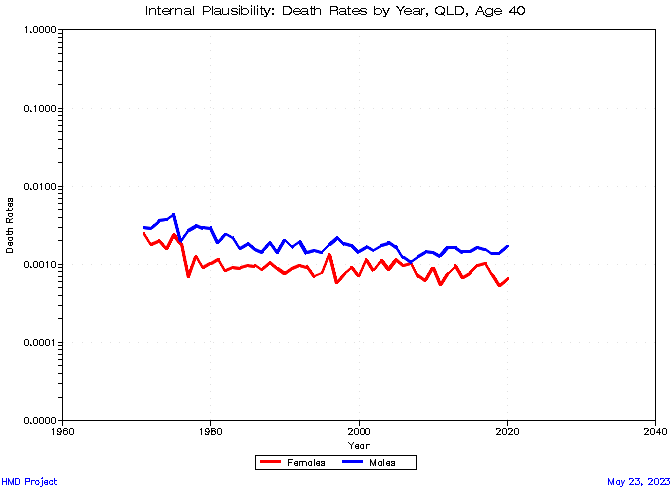 Internal Plausibility: Death Rates by Year, QLD, Age 40
1.0000
0.1000
0.0100
0.0010
0.0001
0.0000
Death Rates
1960 1980 2000 2020 2040
Year
Females Males
HMD Project May 23, 2023